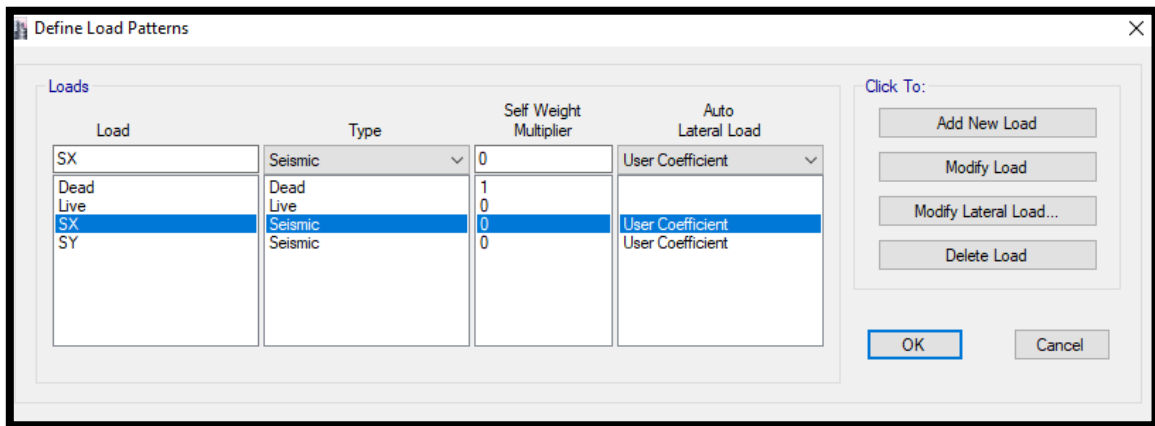 Define Load Patterns
Loads
Click To:
Load Type Self Weight Multiplier Auto Lateral Load
SX Seismic 0 User Coefficient
Dead Dead 1
Live Live 0
SX Seismic 0 User Coefficient
SY Seismic 0 User Coefficient
Add New Load
Modify Load
Modify Lateral Load...
Delete Load
OK Cancel